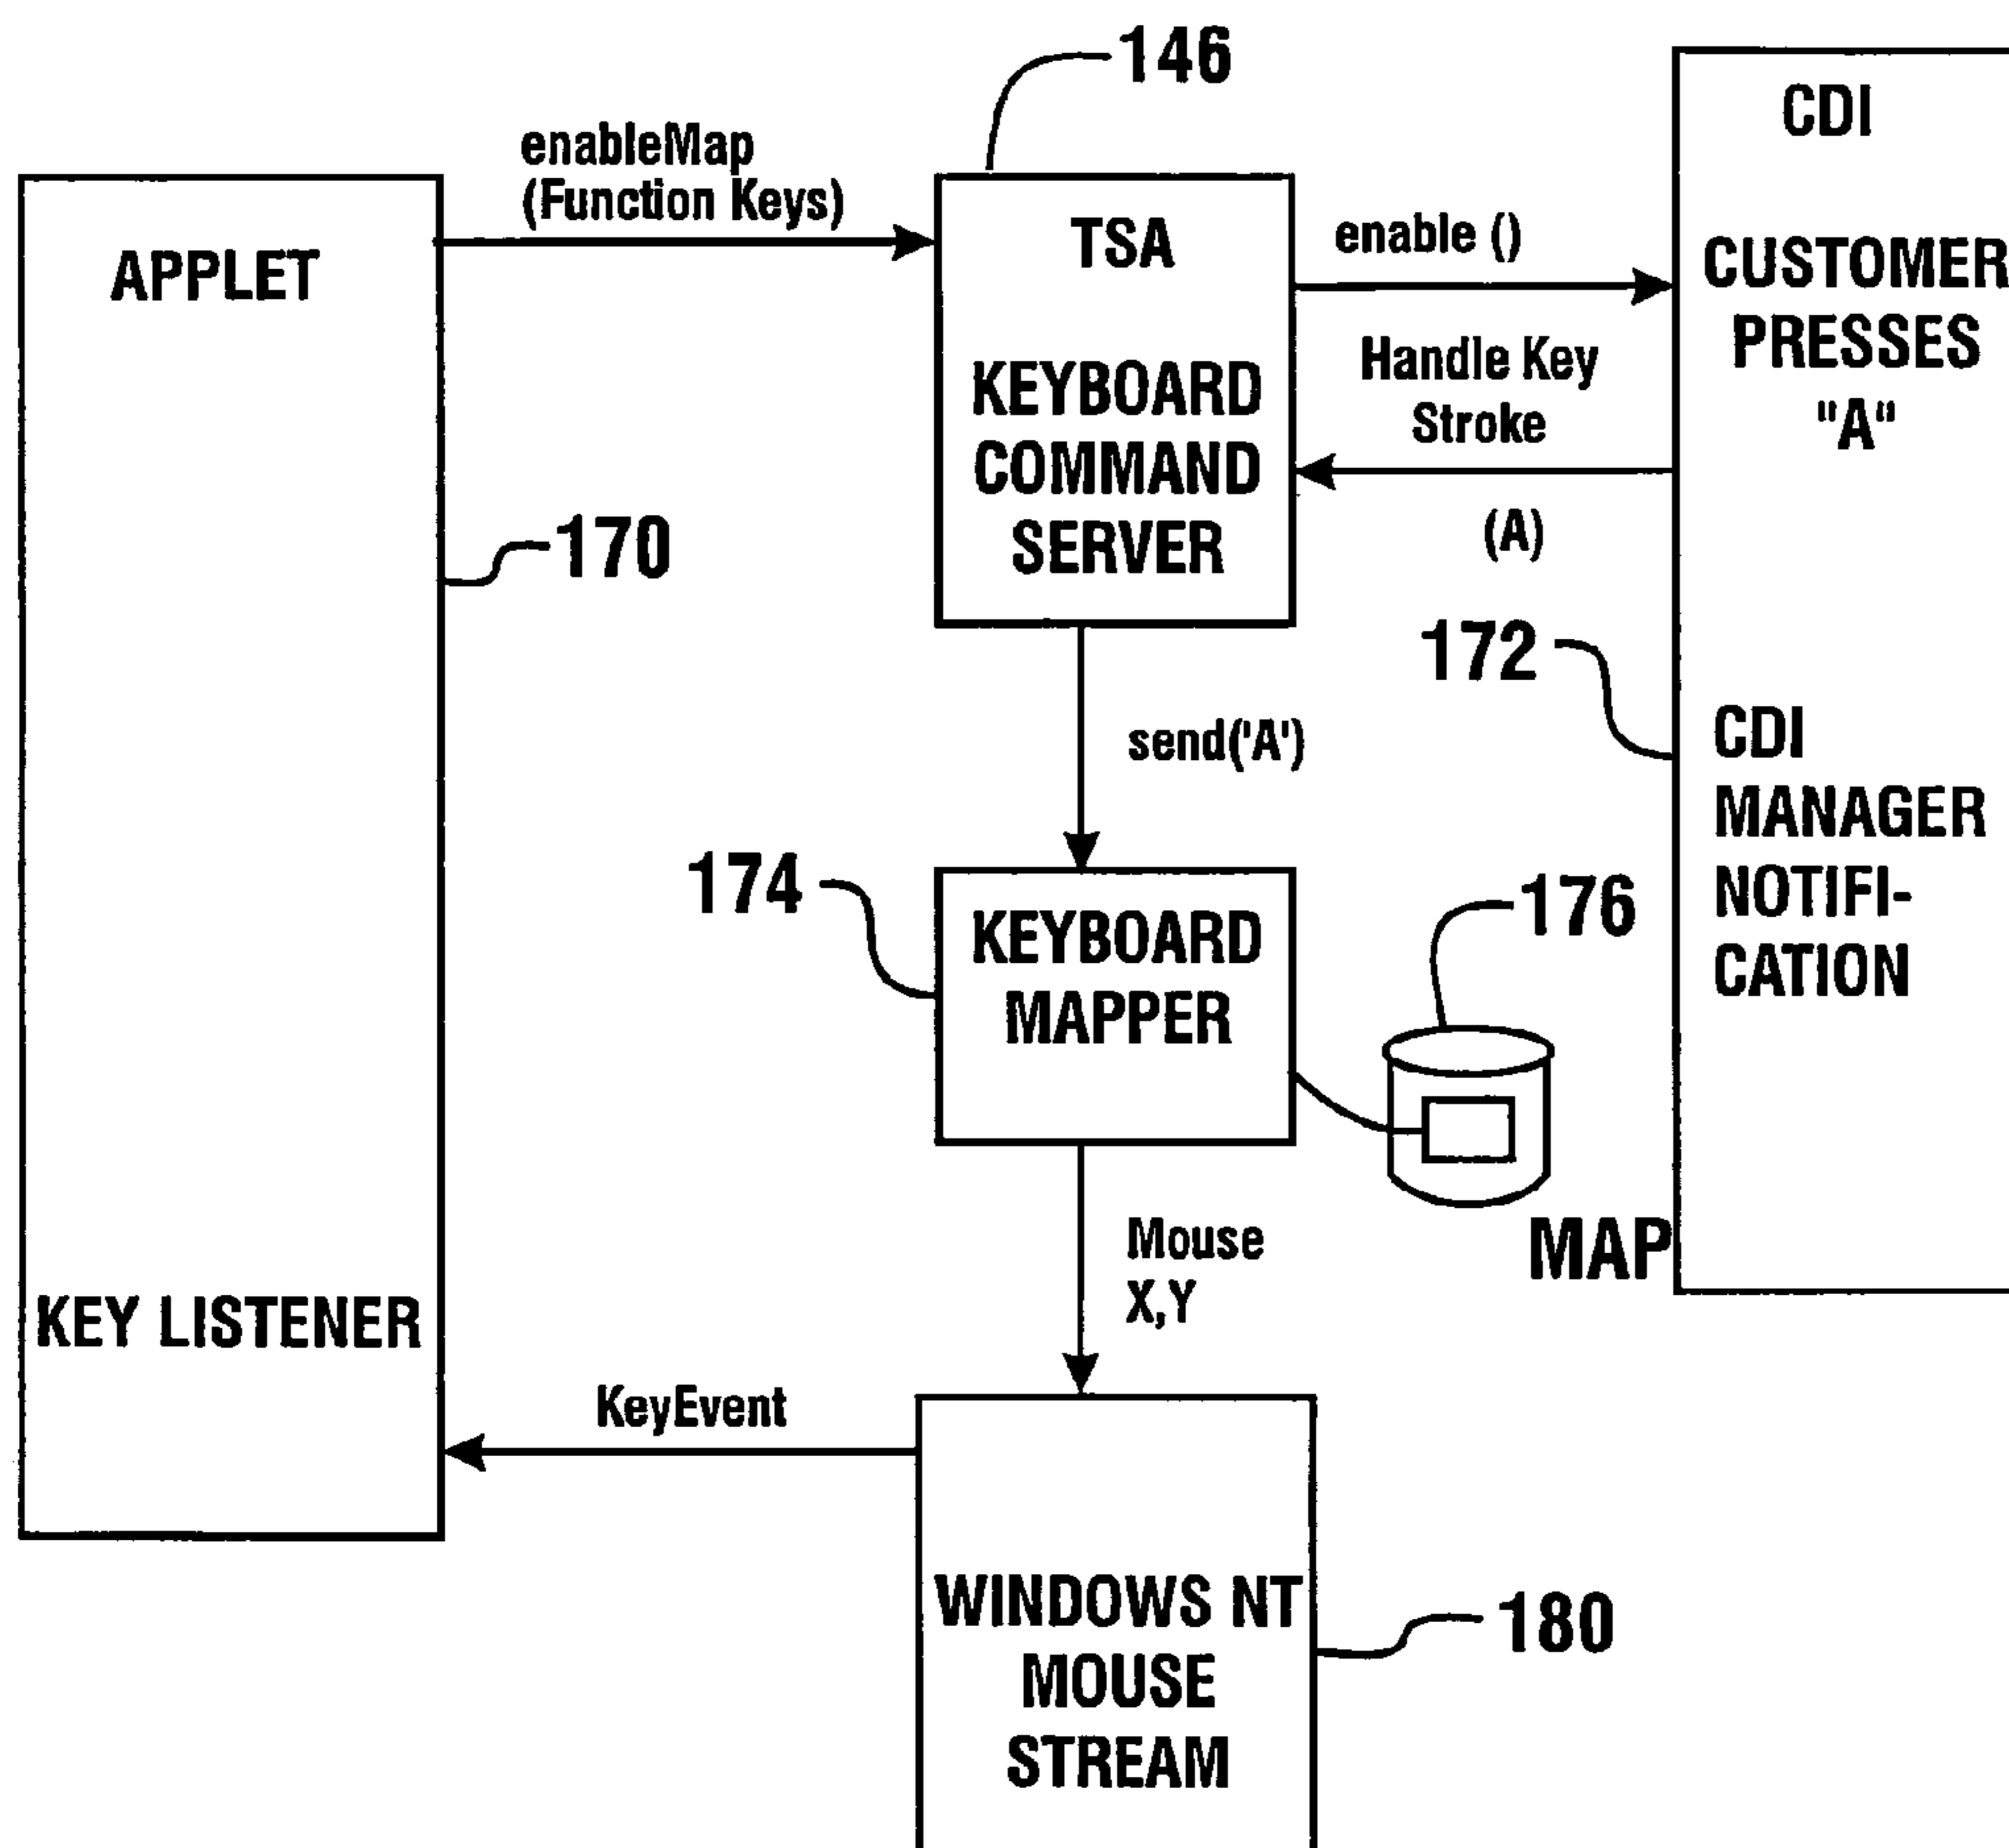 146
CDI
enableMap
(Function Keys)
APPLET
TSA
enable ()
CUSTOMER
PRESSES
"A"
KEYBOARD
COMMAND
SERVER
Handle Key
Stroke
(A)
170
172
send('A')
CDI
MANAGER
NOTIFI-
CATION
174
KEYBOARD
MAPPER
176
MAP
Mouse
X,Y
KEY LISTENER
KeyEvent
WINDOWS NT
MOUSE
STREAM
180